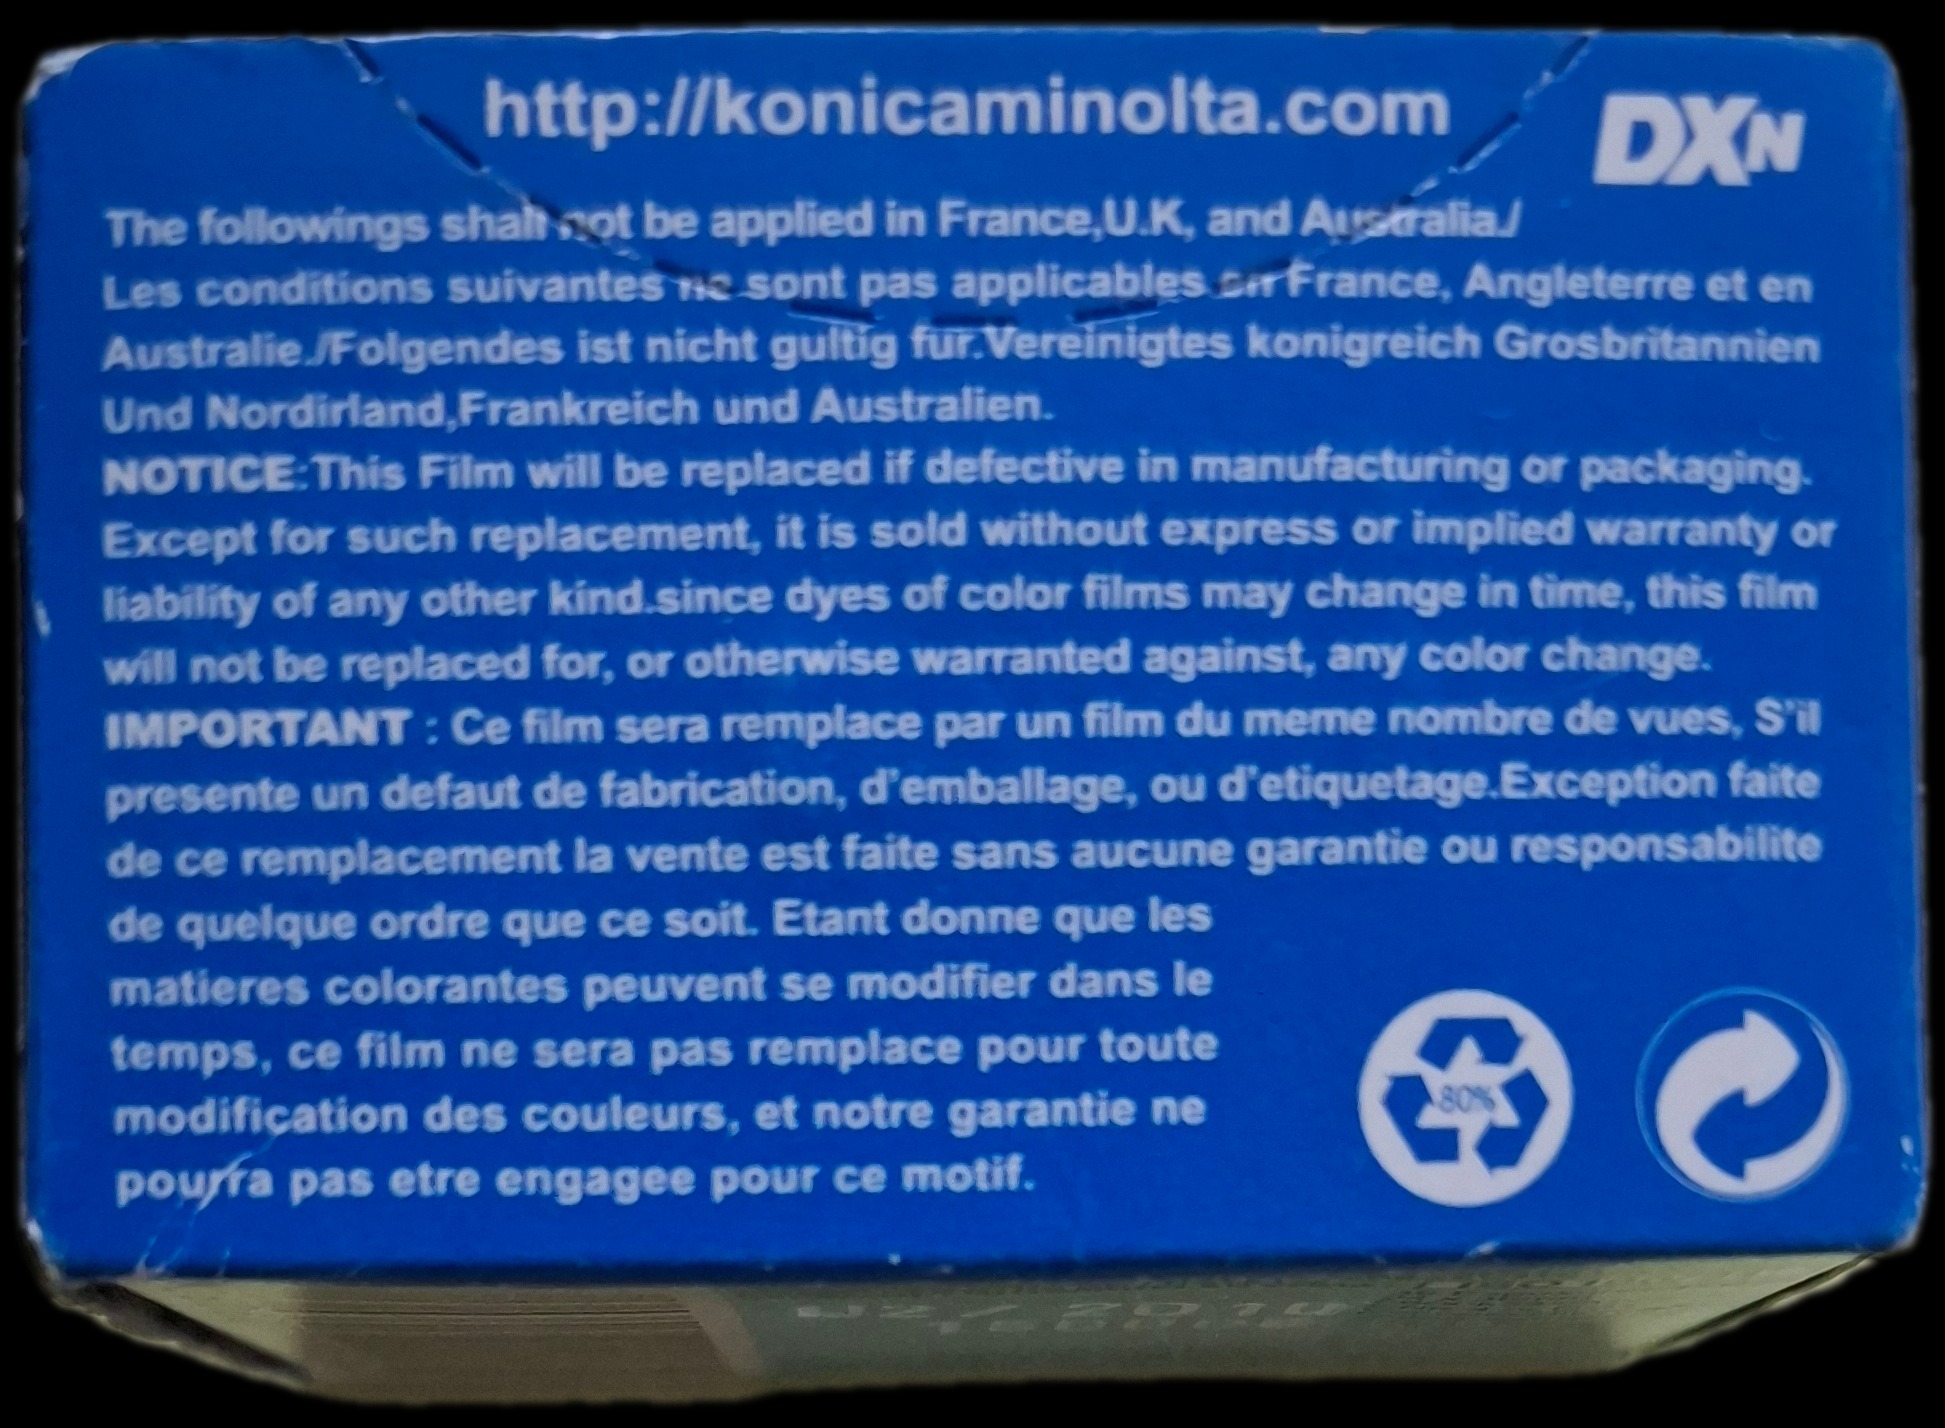 http://konicaminolta.com
DXN
The followings shall not be applied in France,U.K, and Australia./
Les conditions suivantes ne sont pas applicables en France, Angleterre et en
Australie./Folgendes ist nicht gultig fur.Vereinigtes konigreich Grosbritannien
Und Nordirland,Frankreich und Australien.
NOTICE:This Film will be replaced if defective in manufacturing or packaging.
Except for such replacement, it is sold without express or implied warranty or
liability of any other kind.since dyes of color films may change in time, this film
will not be replaced for, or otherwise warranted against, any color change.
IMPORTANT : Ce film sera remplace par un film du meme nombre de vues, S'il
presente un defaut de fabrication, d'emballage, ou d'etiquetage.Exception faite
de ce remplacement la vente est faite sans aucune garantie ou responsabilite
de quelque ordre que ce soit. Etant donne que les
matieres colorantes peuvent se modifier dans le
temps, ce film ne sera pas remplace pour toute
modification des couleurs, et notre garantie ne
pourra pas etre engagee pour ce motif.
80%